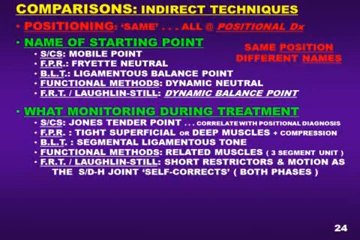 COMPARISONS: INDIRECT TECHNIQUES
• POSITIONING: ‘SAME’ . . . ALL @ POSITIONAL Dx
• NAME OF STARTING POINT
• S/CS: MOBILE POINT
• F.P.R.: FRYETTE NEUTRAL
• B.L.T.: LIGAMENTOUS BALANCE POINT
• FUNCTIONAL METHODS: DYNAMIC NEUTRAL
• F.R.T. / LAUGHLIN-STILL: DYNAMIC BALANCE POINT
SAME POSITION
DIFFERENT NAMES
• WHAT MONITORING DURING TREATMENT
• S/CS: JONES TENDER POINT . . . CORRELATE WITH POSITIONAL DIAGNOSIS
• F.P.R. : TIGHT SUPERFICIAL OR DEEP MUSCLES + COMPRESSION
• B.L.T. : SEGMENTAL LIGAMENTOUS TONE
• FUNCTIONAL METHODS: RELATED MUSCLES ( 3 SEGMENT UNIT )
• F.R.T. / LAUGHLIN-STILL: SHORT RESTRICTORS & MOTION AS
THE S/D-H JOINT ‘SELF-CORRECTS’ ( BOTH PHASES )
24